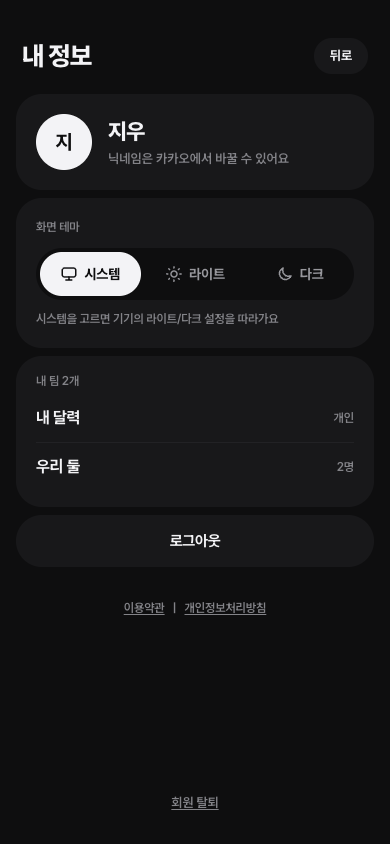 내 정보
뒤로
지
지우
닉네임은 카카오에서 바꿀 수 있어요
화면 테마
시스템
라이트
다크
시스템을 고르면 기기의 라이트/다크 설정을 따라가요
내 팀 2개
내 달력
개인
우리 둘
2명
로그아웃
이용약관 | 개인정보처리방침
회원 탈퇴